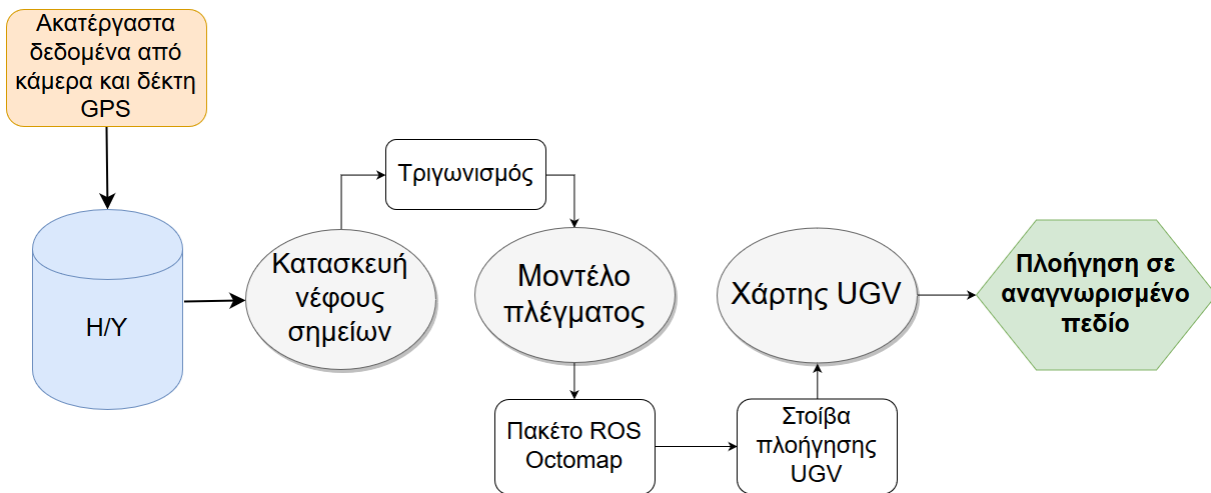 Ακατέργαστα
δεδομένα από
κάμερα και δέκτη
GPS
Η/Υ
Κατασκευή
νέφους
σημείων
Τριγωνισμός
Μοντέλο
πλέγματος
Πακέτο ROS
Octomap
Στοίβα
πλοήγησης
UGV
Χάρτης UGV
Πλοήγηση σε
αναγνωρισμένο
πεδίο